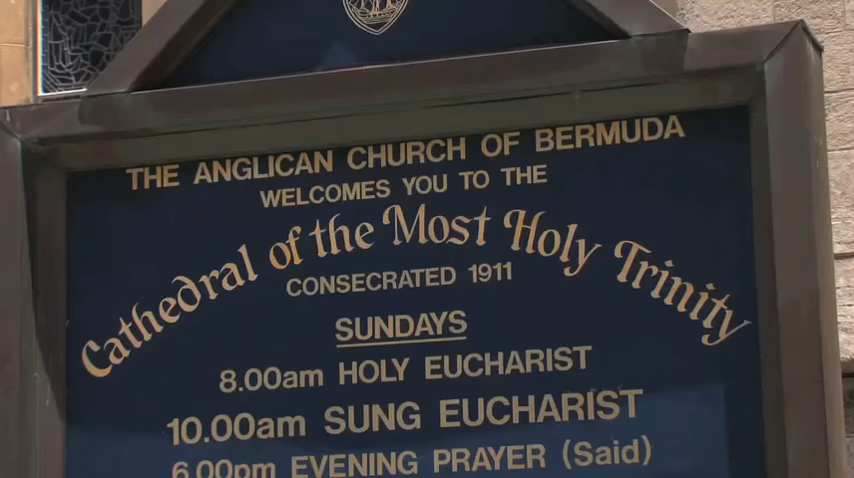 THE ANGLICAN CHURCH OF BERMUDA
WELCOMES YOU TO THE
Cathedral of the Most Holy Trinity
CONSECRATED 1911
SUNDAYS
8.00am HOLY EUCHARIST
10.00am SUNG EUCHARIST
6.00pm EVENING PRAYER (Said)